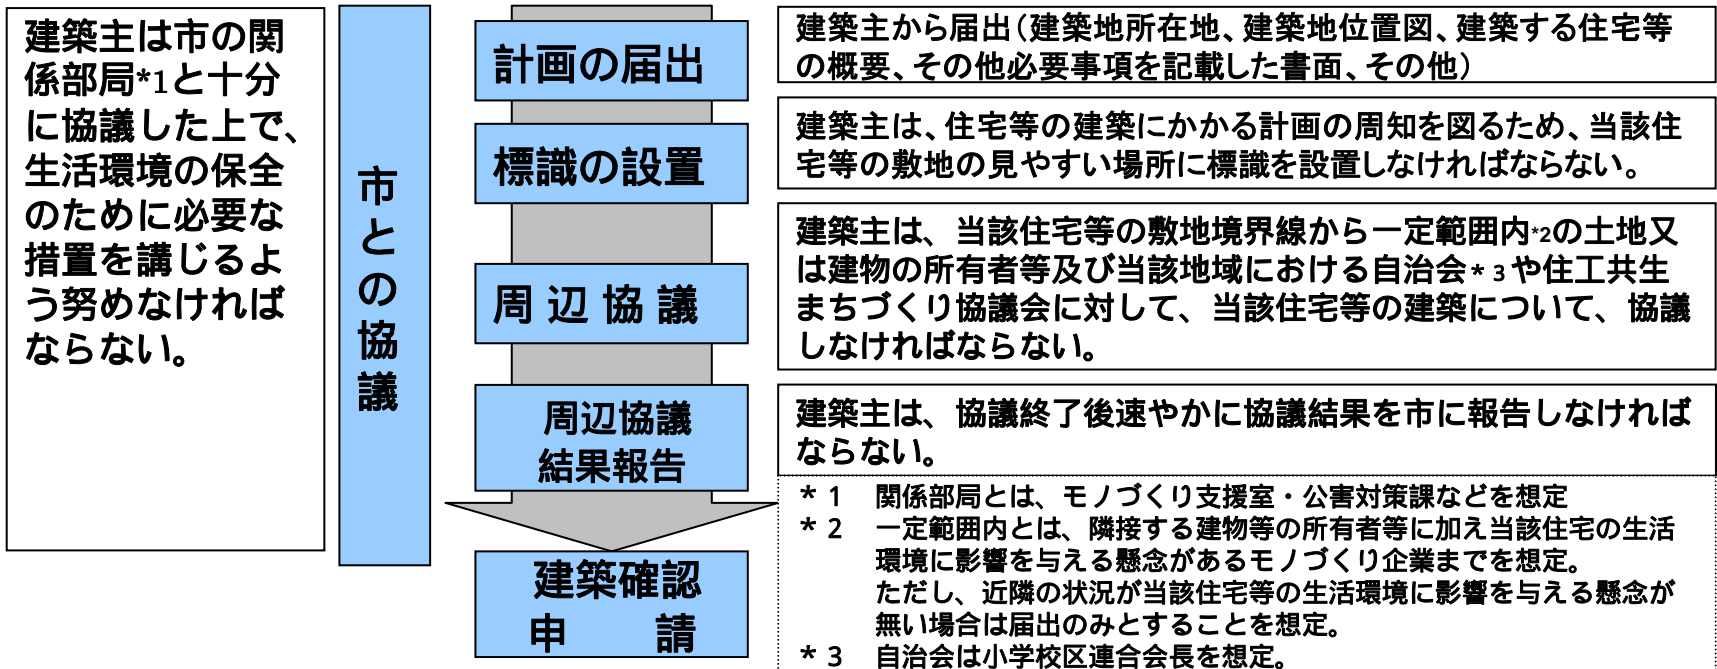 建築主は市の関
係部局*1と十分
に協議した上で、
生活環境の保全
のために必要な
措置を講じるよ
う努めなければ
ならない。
市との協議
計画の届出
建築主から届出(建築地所在地、建築地位置図、建築する住宅等
の概要、その他必要事項を記載した書面、その他)
標識の設置
建築主は、住宅等の建築にかかる計画の周知を図るため、当該住
宅等の敷地の見やすい場所に標識を設置しなければならない。
周辺協議
建築主は、当該住宅等の敷地境界線から一定範囲内*2の土地又
は建物の所有者等及び当該地域における自治会*3や住工共生
まちづくり協議会に対して、当該住宅等の建築について、協議
しなければならない。
周辺協議
結果報告
建築主は、協議終了後速やかに協議結果を市に報告しなければ
ならない。
建築確認
申 請
*1 関係部局とは、モノづくり支援室・公害対策課などを想定
*2 一定範囲内とは、隣接する建物等の所有者等に加え当該住宅の生活
環境に影響を与える懸念があるモノづくり企業までを想定。
ただし、近隣の状況が当該住宅等の生活環境に影響を与える懸念が
無い場合は届出のみとすることを想定。
*3 自治会は小学校区連合会長を想定。